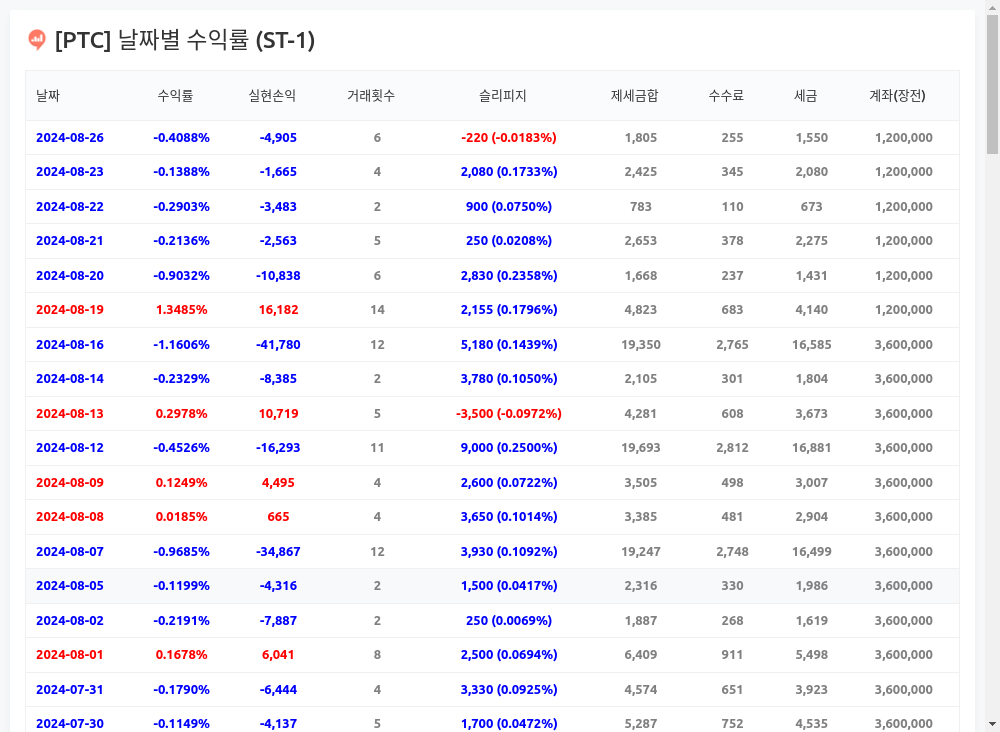 [PTC] 날짜별 수익률 (ST-1)
날짜 수익률 실현손익 거래횟수 슬리피지 제세금합 수수료 세금 계좌(장전)
2024-08-26 -0.4088% -4,905 6 -220 (-0.0183%) 1,805 255 1,550 1,200,000
2024-08-23 -0.1388% -1,665 4 2,080 (0.1733%) 2,425 345 2,080 1,200,000
2024-08-22 -0.2903% -3,483 2 900 (0.0750%) 783 110 673 1,200,000
2024-08-21 -0.2136% -2,563 5 250 (0.0208%) 2,653 378 2,275 1,200,000
2024-08-20 -0.9032% -10,838 6 2,830 (0.2358%) 1,668 237 1,431 1,200,000
2024-08-19 1.3485% 16,182 14 2,155 (0.1796%) 4,823 683 4,140 1,200,000
2024-08-16 -1.1606% -41,780 12 5,180 (0.1439%) 19,350 2,765 16,585 3,600,000
2024-08-14 -0.2329% -8,385 2 3,780 (0.1050%) 2,105 301 1,804 3,600,000
2024-08-13 0.2978% 10,719 5 -3,500 (-0.0972%) 4,281 608 3,673 3,600,000
2024-08-12 -0.4526% -16,293 11 9,000 (0.2500%) 19,693 2,812 16,881 3,600,000
2024-08-09 0.1249% 4,495 4 2,600 (0.0722%) 3,505 498 3,007 3,600,000
2024-08-08 0.0185% 665 4 3,650 (0.1014%) 3,385 481 2,904 3,600,000
2024-08-07 -0.9685% -34,867 12 3,930 (0.1092%) 19,247 2,748 16,499 3,600,000
2024-08-05 -0.1199% -4,316 2 1,500 (0.0417%) 2,316 330 1,986 3,600,000
2024-08-02 -0.2191% -7,887 2 250 (0.0069%) 1,887 268 1,619 3,600,000
2024-08-01 0.1678% 6,041 8 2,500 (0.0694%) 6,409 911 5,498 3,600,000
2024-07-31 -0.1790% -6,444 4 3,330 (0.0925%) 4,574 651 3,923 3,600,000
2024-07-30 -0.1149% -4,137 5 1,700 (0.0472%) 5,287 752 4,535 3,600,000